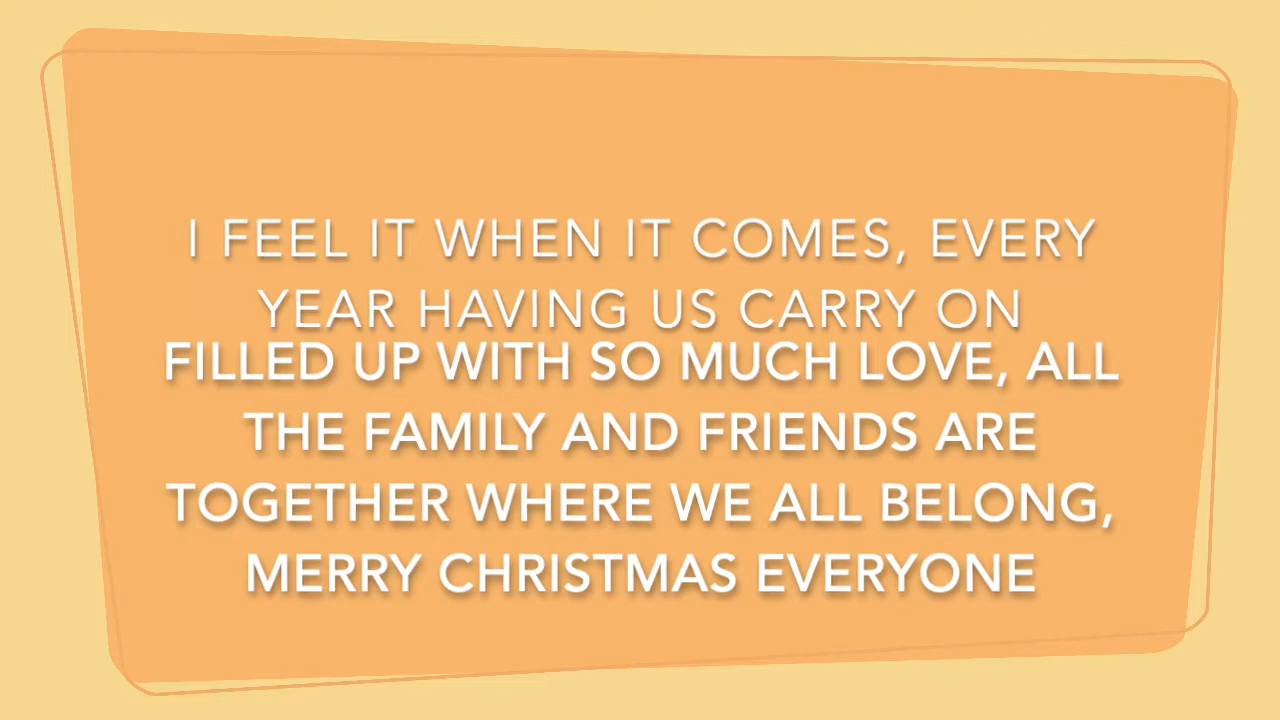 I FEEL IT WHEN IT COMES, EVERY
YEAR HAVING US CARRY ON
FILLED UP WITH SO MUCH LOVE, ALL
THE FAMILY AND FRIENDS ARE
TOGETHER WHERE WE ALL BELONG,
MERRY CHRISTMAS EVERYONE